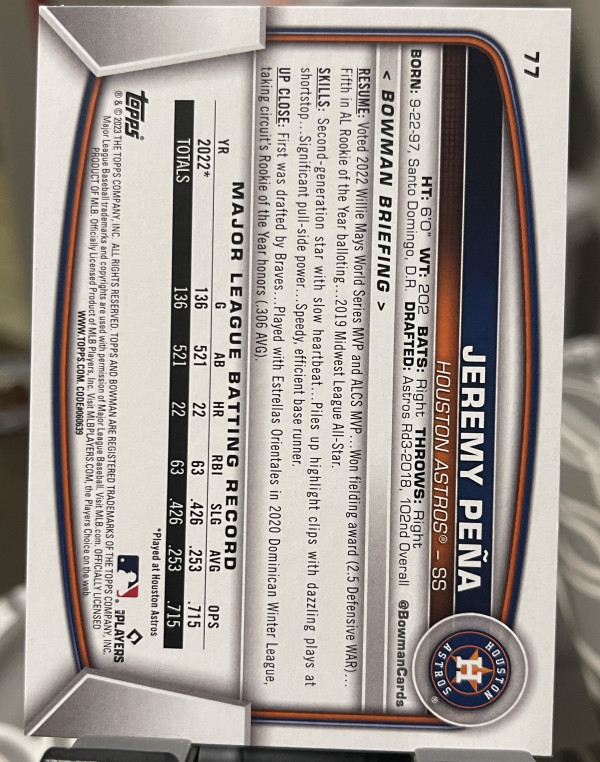 77
JEREMY PEÑA
HOUSTON ASTROS® – SS
HOUSTON
H
ASTROS
®
HT: 6'0" WT: 202 BATS: Right THROWS: Right
BORN: 9-22-97, Santo Domingo, D.R. DRAFTED: Astros Rd3-2018, 102nd Overall @BowmanCards
< BOWMAN BRIEFING >
RESUME: Voted 2022 Willie Mays World Series MVP and ALCS MVP...Won fielding award (2.5 Defensive WAR)...
Fifth in AL Rookie of the Year balloting...2019 Midwest League All-Star.
SKILLS: Second-generation star with slow heartbeat...Piles up highlight clips with dazzling plays at
shortstop...Significant pull-side power...Speedy, efficient base runner.
UP CLOSE: First was drafted by Braves...Played with Estrellas Orientales in 2020 Dominican Winter League,
taking circuit's Rookie of the Year honors (.306 AVG).
MAJOR LEAGUE BATTING RECORD
YR G AB HR RBI SLG AVG OPS
2022* 136 521 22 63 .426 .253 .715
TOTALS 136 521 22 63 .426 .253 .715
*Played at Houston Astros
topps
MLB PLAYERS
® & © 2023 THE TOPPS COMPANY, INC. ALL RIGHTS RESERVED. TOPPS AND BOWMAN ARE REGISTERED TRADEMARKS OF THE TOPPS COMPANY, INC.
Major League Baseball trademarks and copyrights are used with permission of Major League Baseball. Visit MLB.com. OFFICIALLY LICENSED
PRODUCT OF MLB Players, Inc. Visit MLBPLAYERS.COM, the Players Choice on the web.
WWW.TOPPS.COM. CODE#060639